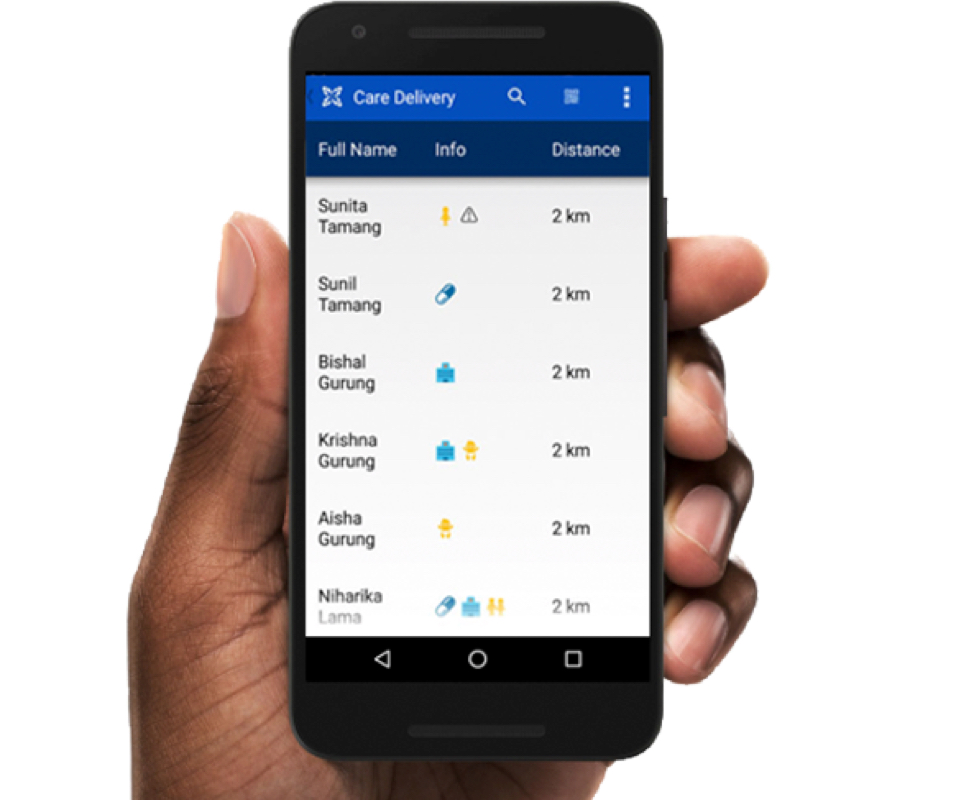 Care Delivery
Full Name Info Distance
Sunita
Tamang
2 km
Sunil
Tamang
2 km
Bishal
Gurung
2 km
Krishna
Gurung
2 km
Aisha
Gurung
2 km
Niharika
Lama
2 km